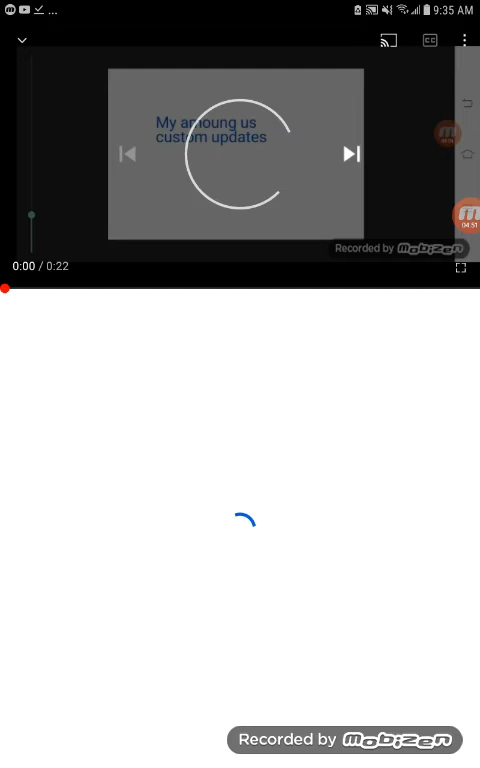 ... 9:35 AM
CC
My amoung us
custom updates
04:51
Recorded by Mobizen
0:00 / 0:22
Recorded by Mobizen